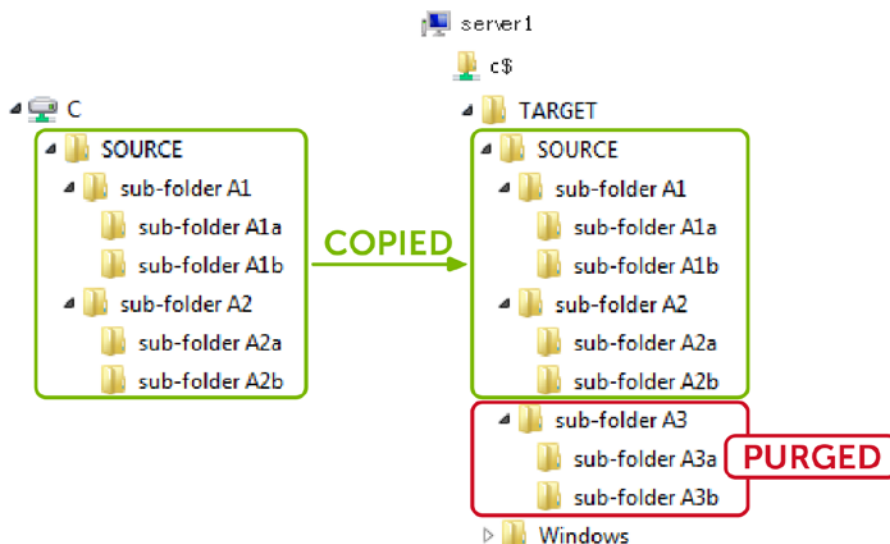 server1
c$
C
SOURCE
sub-folder A1
sub-folder A1a
sub-folder A1b
sub-folder A2
sub-folder A2a
sub-folder A2b
COPIED
TARGET
SOURCE
sub-folder A1
sub-folder A1a
sub-folder A1b
sub-folder A2
sub-folder A2a
sub-folder A2b
sub-folder A3
sub-folder A3a
sub-folder A3b
PURGED
Windows